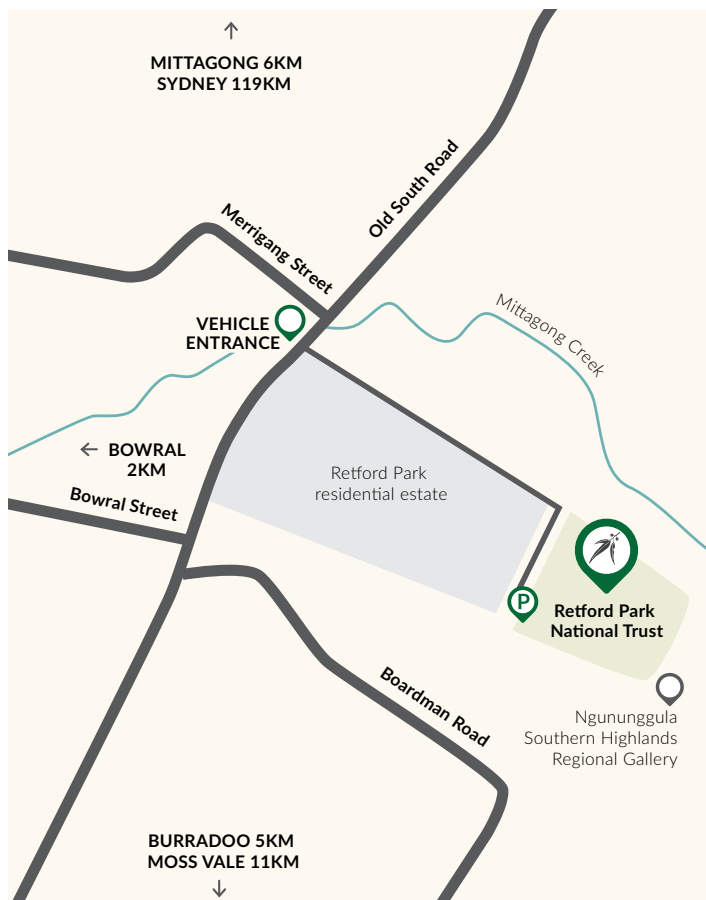 MITTAGONG 6KM
SYDNEY 119KM
Old South Road
Merrigang Street
Mittagong Creek
VEHICLE
ENTRANCE
BOWRAL
2KM
Retford Park
residential estate
Bowral Street
P
Retford Park
National Trust
Boardman Road
Ngununggula
Southern Highlands
Regional Gallery
BURRADOO 5KM
MOSS VALE 11KM